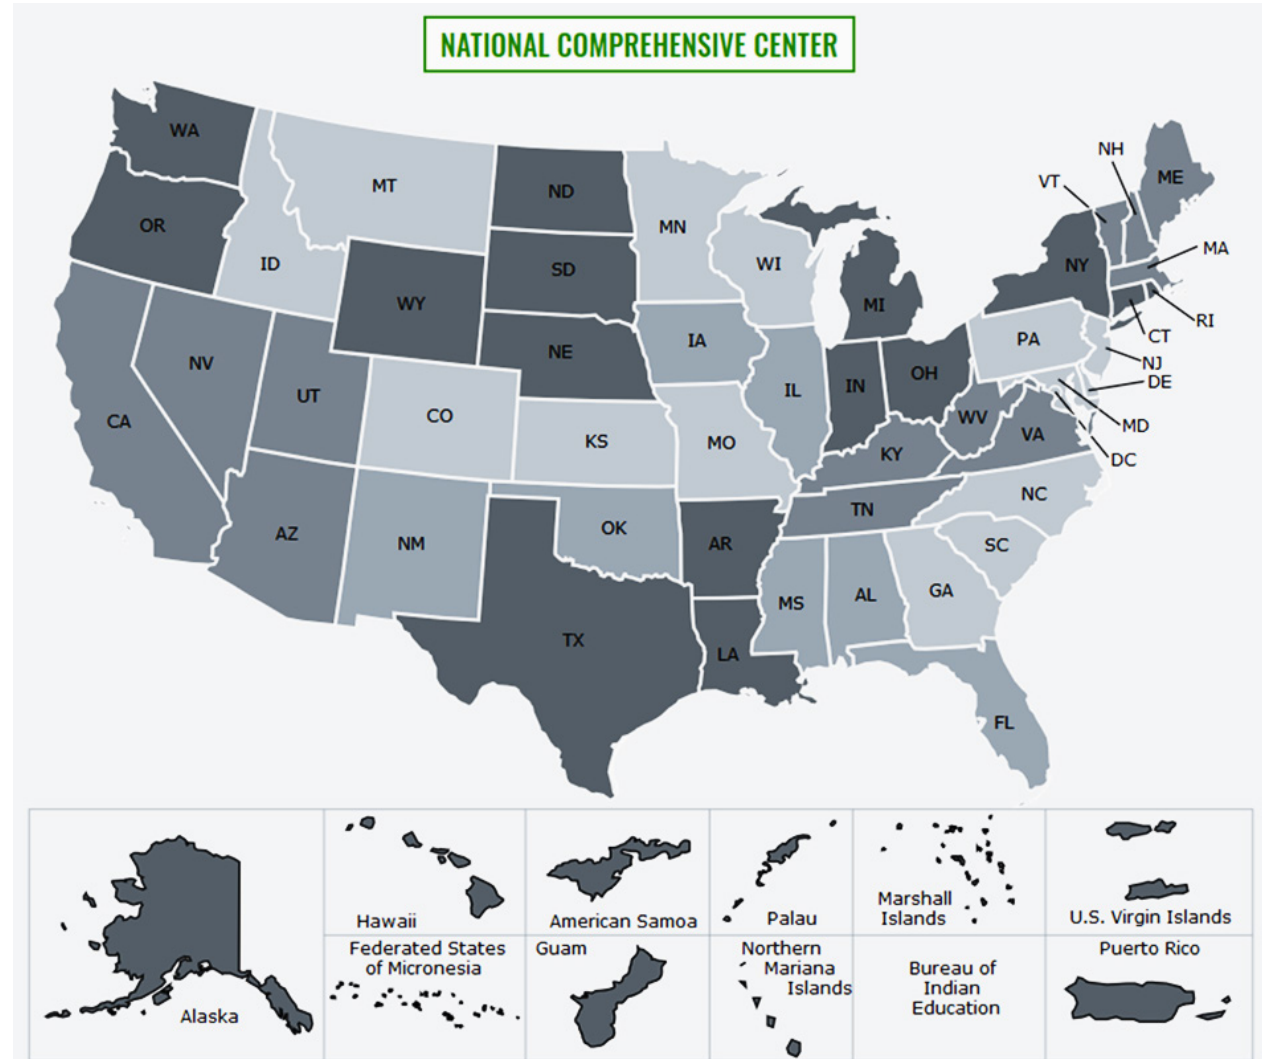 NATIONAL COMPREHENSIVE CENTER
WA
MT
ND
MN
OR
ID
SD
WI
WY
MI
NY
VT
NH
ME
MA
RI
CT
NJ
DE
MD
DC
PA
NE
IA
NV
UT
CO
IL
IN
OH
CA
KS
MO
WV
VA
KY
NC
TN
AZ
NM
OK
AR
SC
MS
AL
GA
TX
LA
FL
Alaska
Hawaii
American Samoa
Palau
Marshall
Islands
U.S. Virgin Islands
Federated States
of Micronesia
Guam
Northern
Mariana
Islands
Bureau of
Indian
Education
Puerto Rico